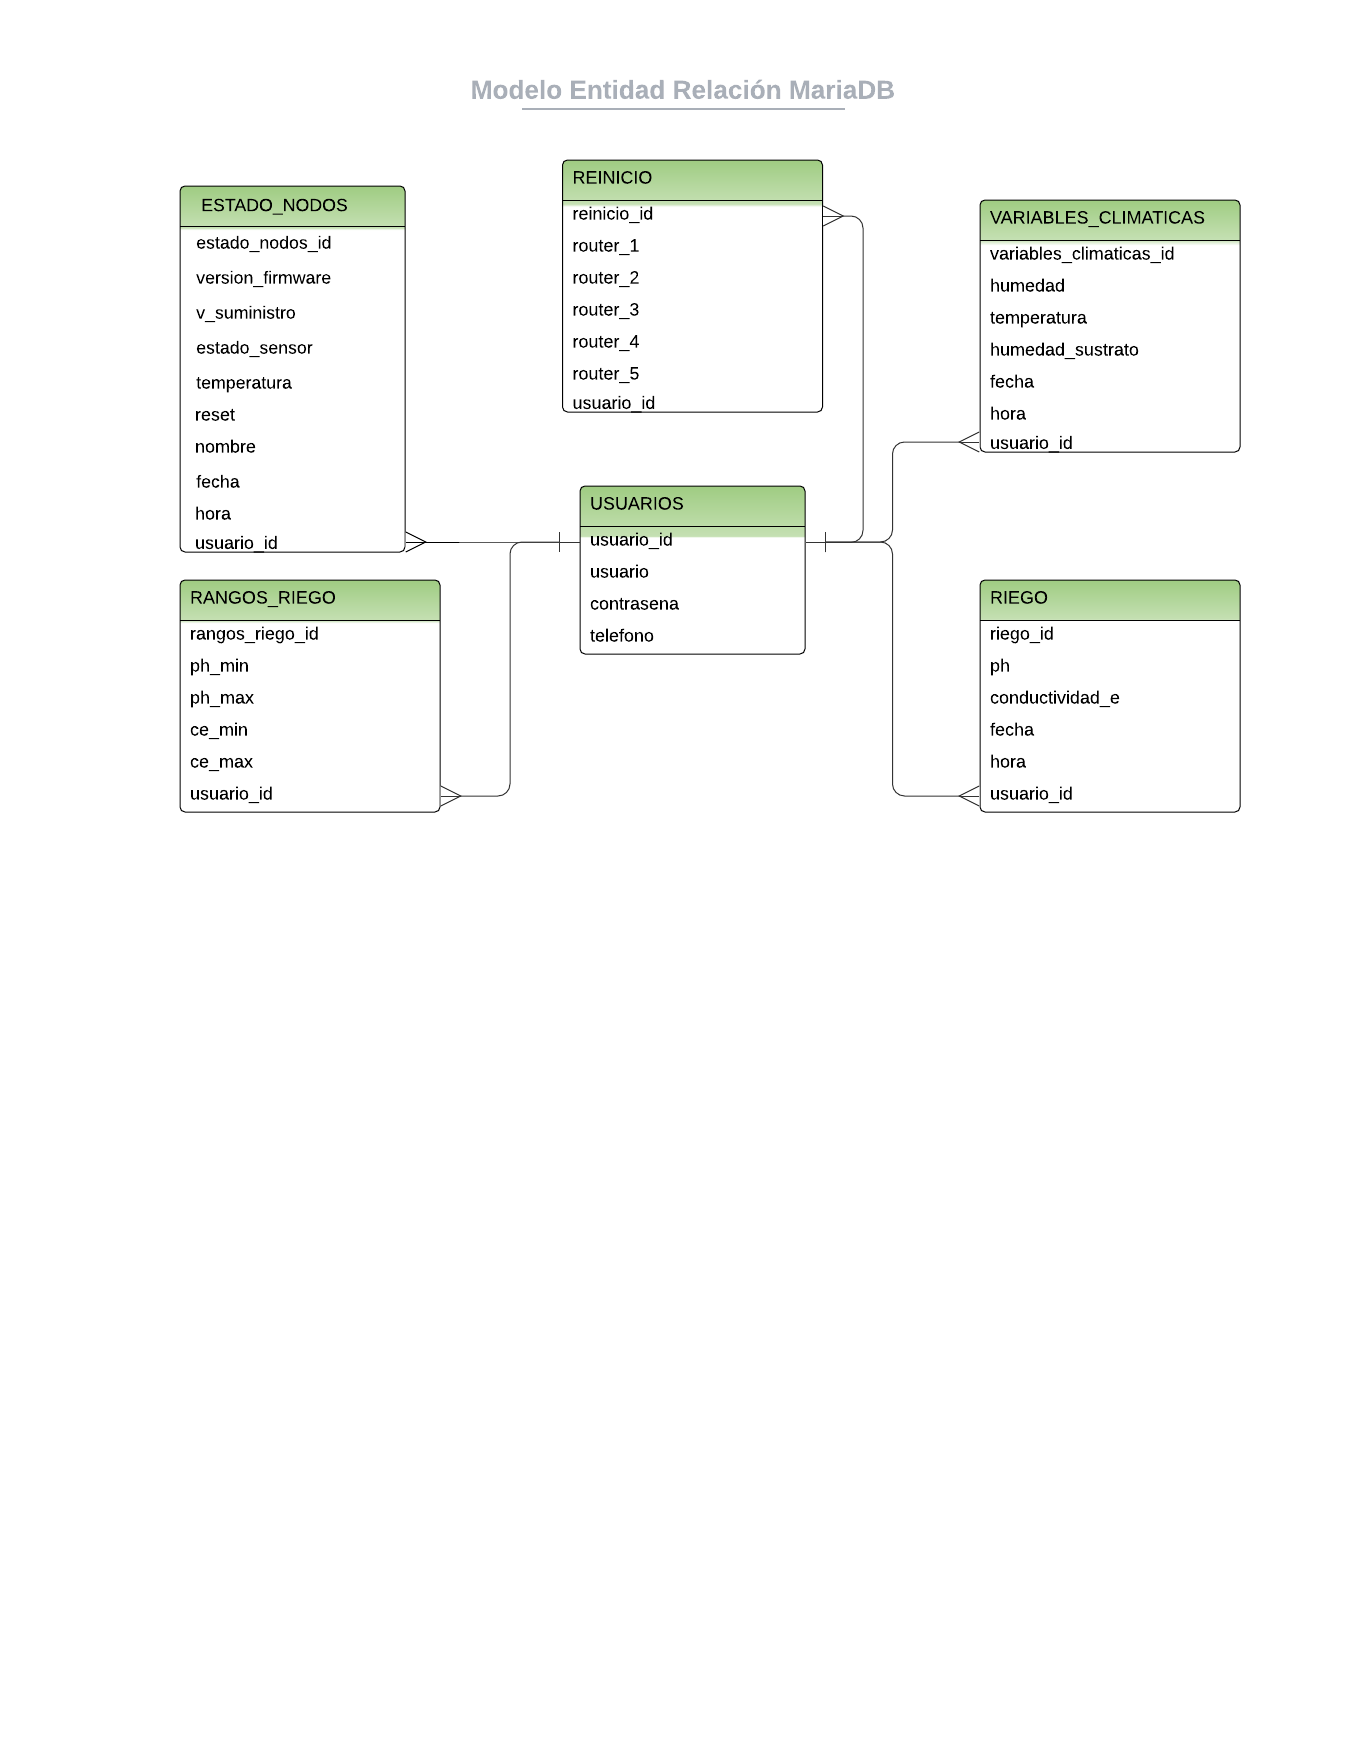 Modelo Entidad Relación MariaDB
ESTADO_NODOS
estado_nodos_id
version_firmware
v_suministro
estado_sensor
temperatura
reset
nombre
fecha
hora
usuario_id
REINICIO
reinicio_id
router_1
router_2
router_3
router_4
router_5
usuario_id
VARIABLES_CLIMATICAS
variables_climaticas_id
humedad
temperatura
humedad_sustrato
fecha
hora
usuario_id
USUARIOS
usuario_id
usuario
contrasena
telefono
RANGOS_RIEGO
rangos_riego_id
ph_min
ph_max
ce_min
ce_max
usuario_id
RIEGO
riego_id
ph
conductividad_e
fecha
hora
usuario_id